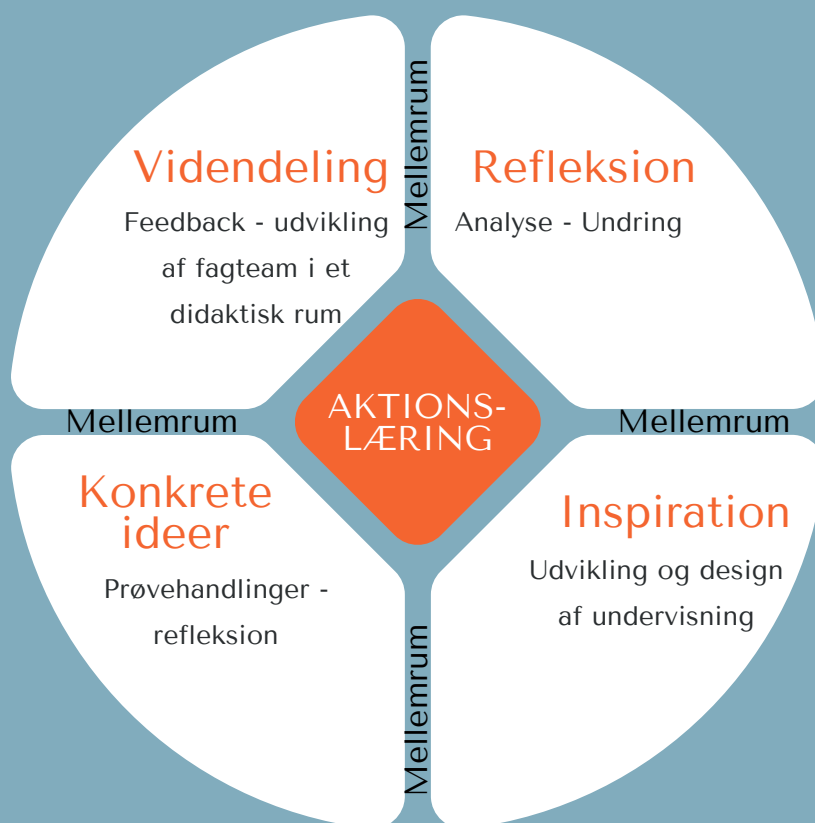 Videndeling
Feedback - udvikling
af fagteam i et
didaktisk rum
Mellemrum
Refleksion
Analyse - Undring
Mellemrum
AKTIONS-
LÆRING
Mellemrum
Konkrete
ideer
Prøvehandlinger -
refleksion
Mellemrum
Inspiration
Udvikling og design
af undervisning